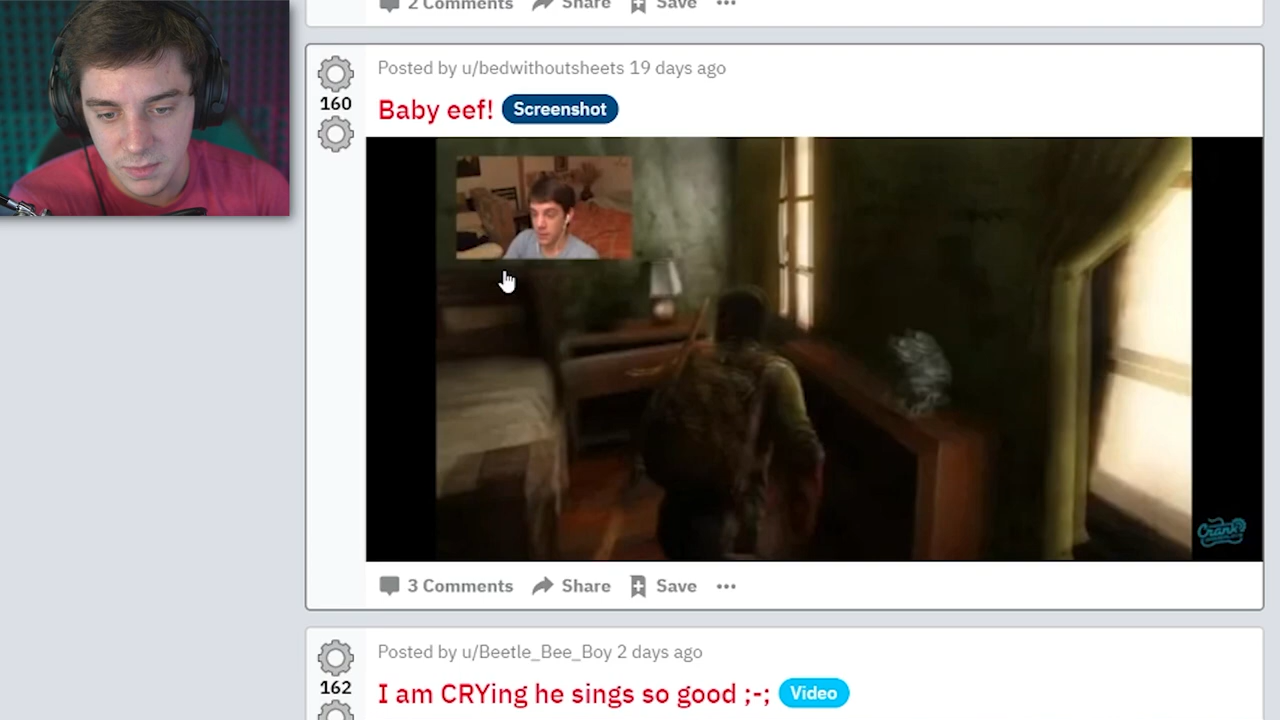 2 Comments Share Save
Posted by u/bedwithoutsheets 19 days ago
160
Baby eef! Screenshot
Crank
3 Comments Share Save
Posted by u/Beetle_Bee_Boy 2 days ago
162
I am CRYing he sings so good ;-; Video